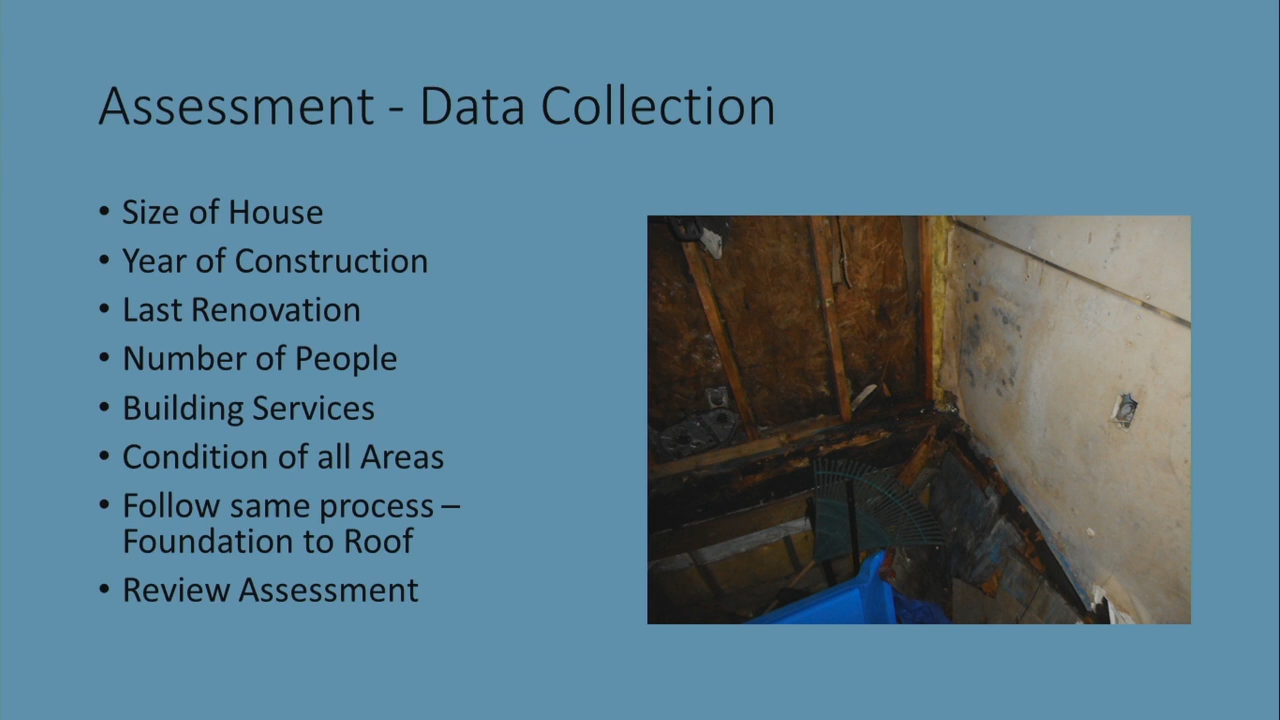 Assessment - Data Collection
• Size of House
• Year of Construction
• Last Renovation
• Number of People
• Building Services
• Condition of all Areas
• Follow same process –
Foundation to Roof
• Review Assessment